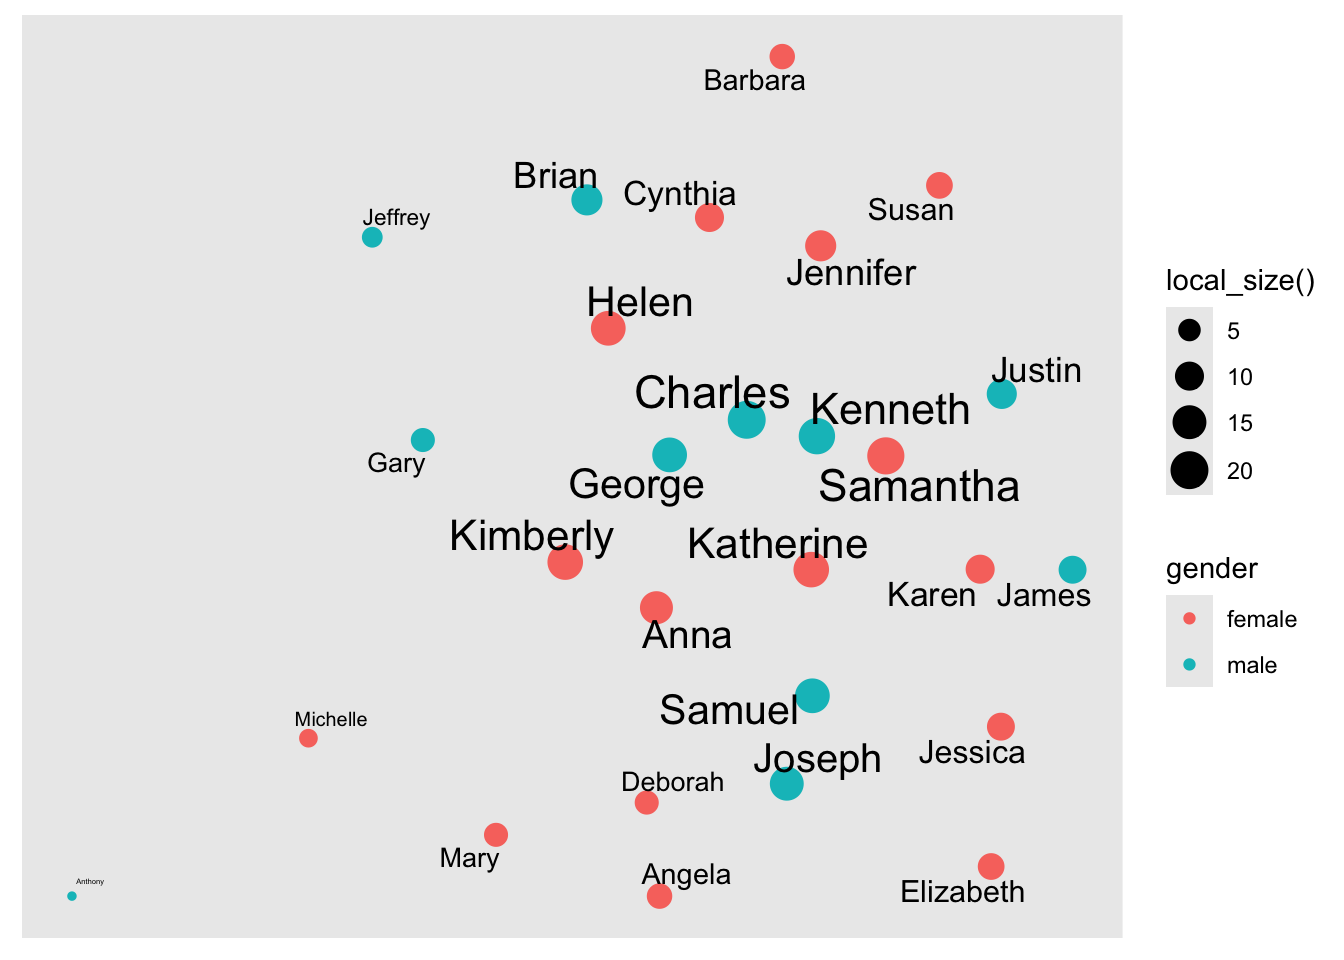 Barbara
Brian
Cynthia
Susan
Jeffrey
Jennifer
Helen
Justin
Charles
Kenneth
Gary
George
Samantha
Kimberly
Katherine
Karen
James
Anna
Samuel
Michelle
Joseph
Jessica
Deborah
Mary
Angela
Anthony
Elizabeth
local_size()
5
10
15
20
gender
female
male